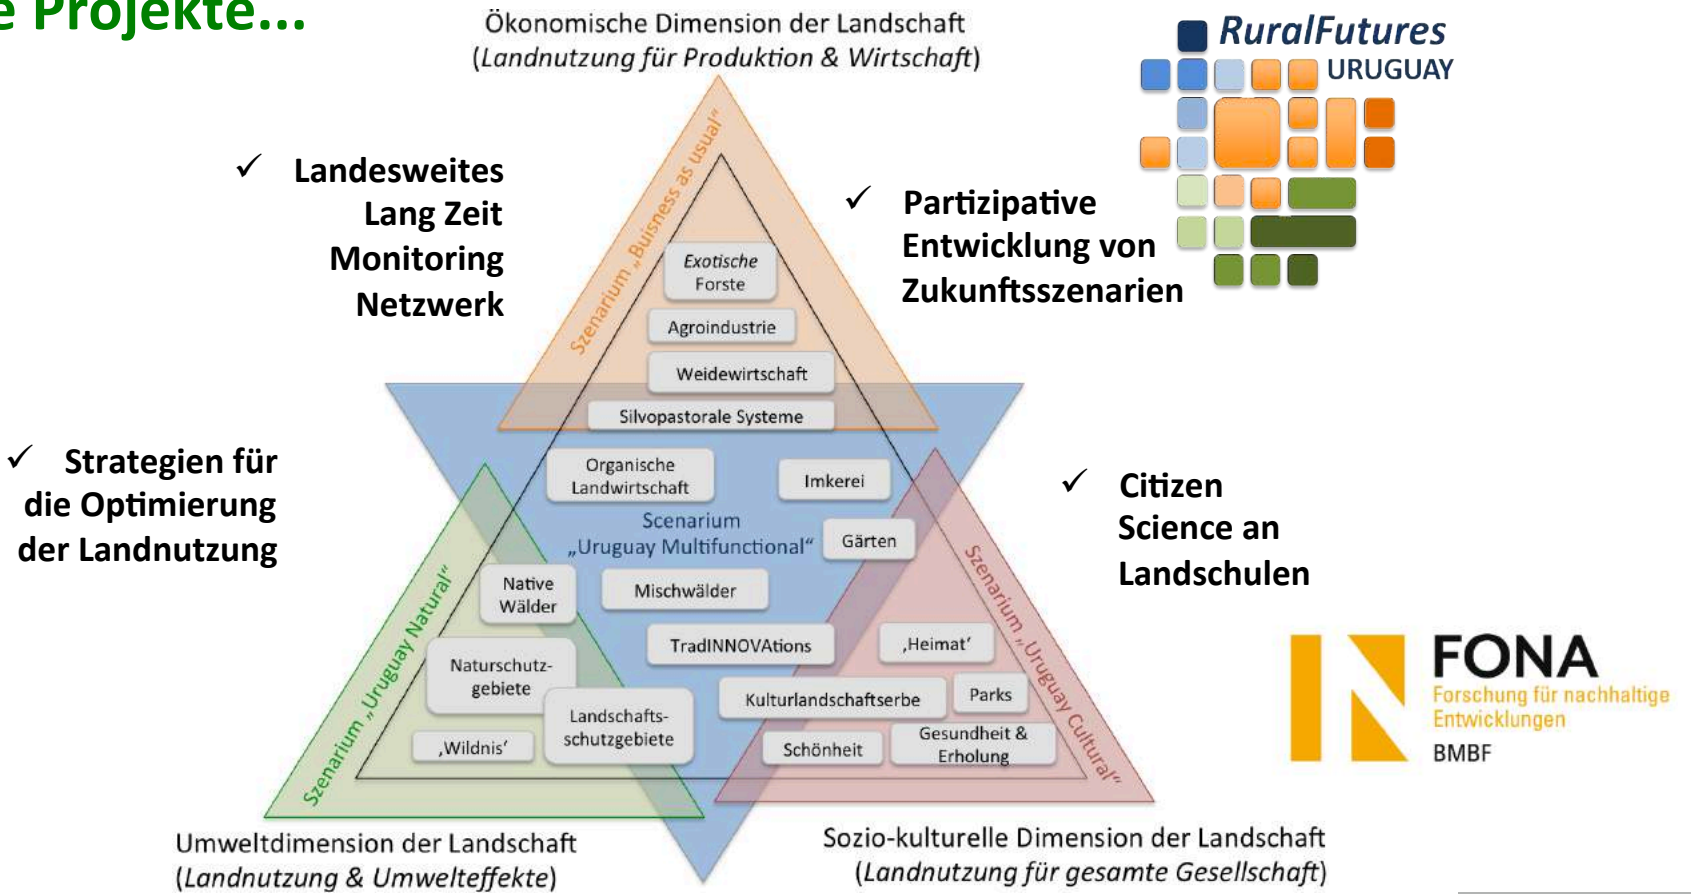 e Projekte...
Ökonomische Dimension der Landschaft
(Landnutzung für Produktion & Wirtschaft)
RuralFutures
URUGUAY
✓ Landesweites
Lang Zeit
Monitoring
Netzwerk
✓ Partizipative
Entwicklung von
Zukunftsszenarien
✓ Strategien für
die Optimierung
der Landnutzung
✓ Citizen
Science an
Landschulen
Szenarium „Buisness as usual“
Exotische
Forste
Agroindustrie
Weidewirtschaft
Silvopastorale Systeme
Organische
Landwirtschaft
Imkerei
Scenarium
„Uruguay Multifunctional“
Gärten
Native
Wälder
Mischwälder
TradINNOVAtions
Szenarium „Uruguay Natural“
Naturschutz-
gebiete
Landschafts-
schutzgebiete
‚Wildnis‘
Szenarium „Uruguay Cultural“
‚Heimat‘
Kulturlandschaftserbe
Parks
Schönheit
Gesundheit &
Erholung
FONA
Forschung für nachhaltige
Entwicklungen
BMBF
Umweltdimension der Landschaft
(Landnutzung & Umwelteffekte)
Sozio-kulturelle Dimension der Landschaft
(Landnutzung für gesamte Gesellschaft)